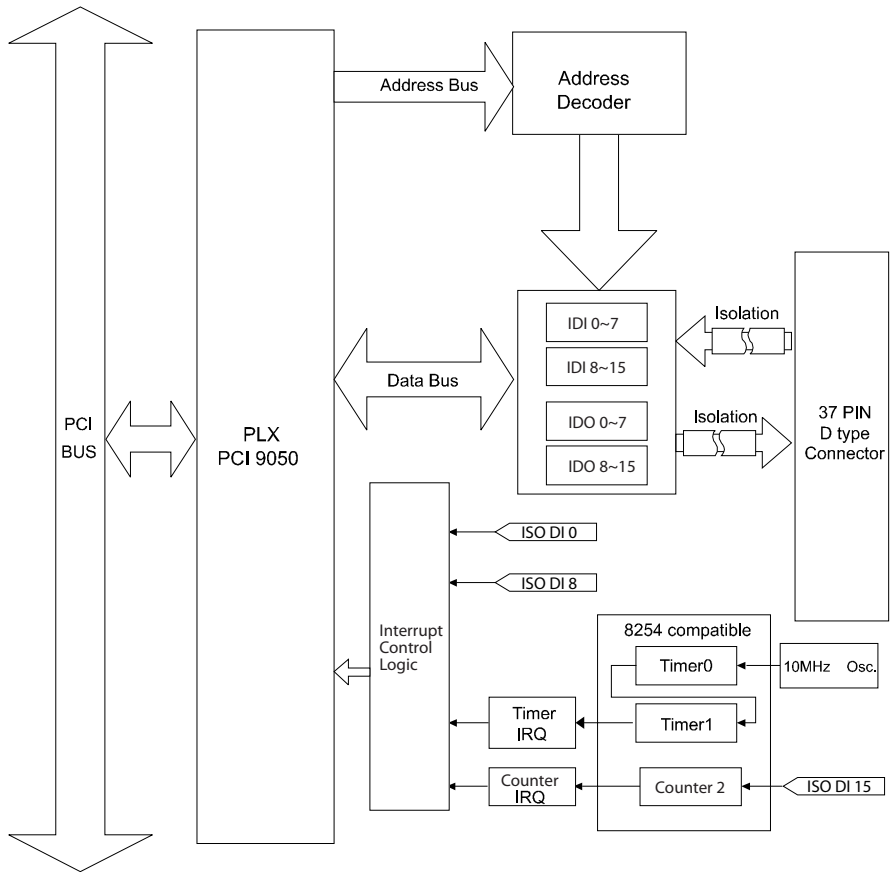 Address Bus
Address
Decoder
PCI
BUS
PLX
PCI 9050
Data Bus
IDI 0~7
IDI 8~15
IDO 0~7
IDO 8~15
Isolation
Isolation
37 PIN
D type
Connector
ISO DI 0
ISO DI 8
Interrupt
Control
Logic
8254 compatible
Timer0
10MHz Osc.
Timer
IRQ
Timer1
Counter
IRQ
Counter 2
ISO DI 15